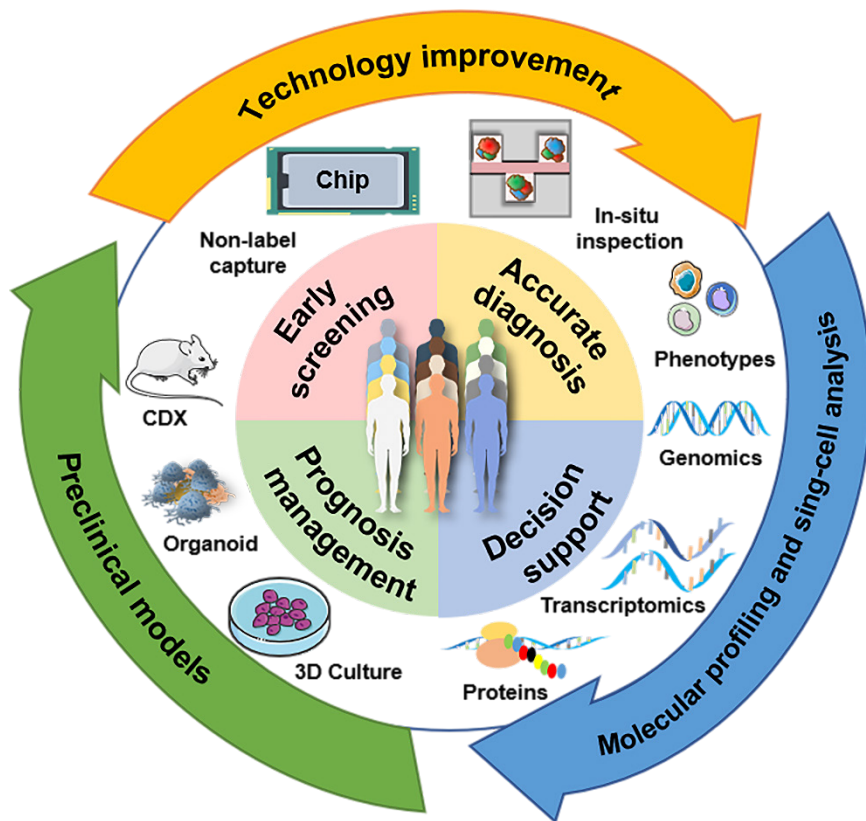 Technology improvement
Chip
Non-label
capture
In-situ
inspection
Early
screening
Accurate
diagnosis
Phenotypes
Genomics
Transcriptomics
Proteins
Molecular profiling and sing-cell analysis
Decision
support
Prognosis
management
CDX
Organoid
3D Culture
Preclinical models